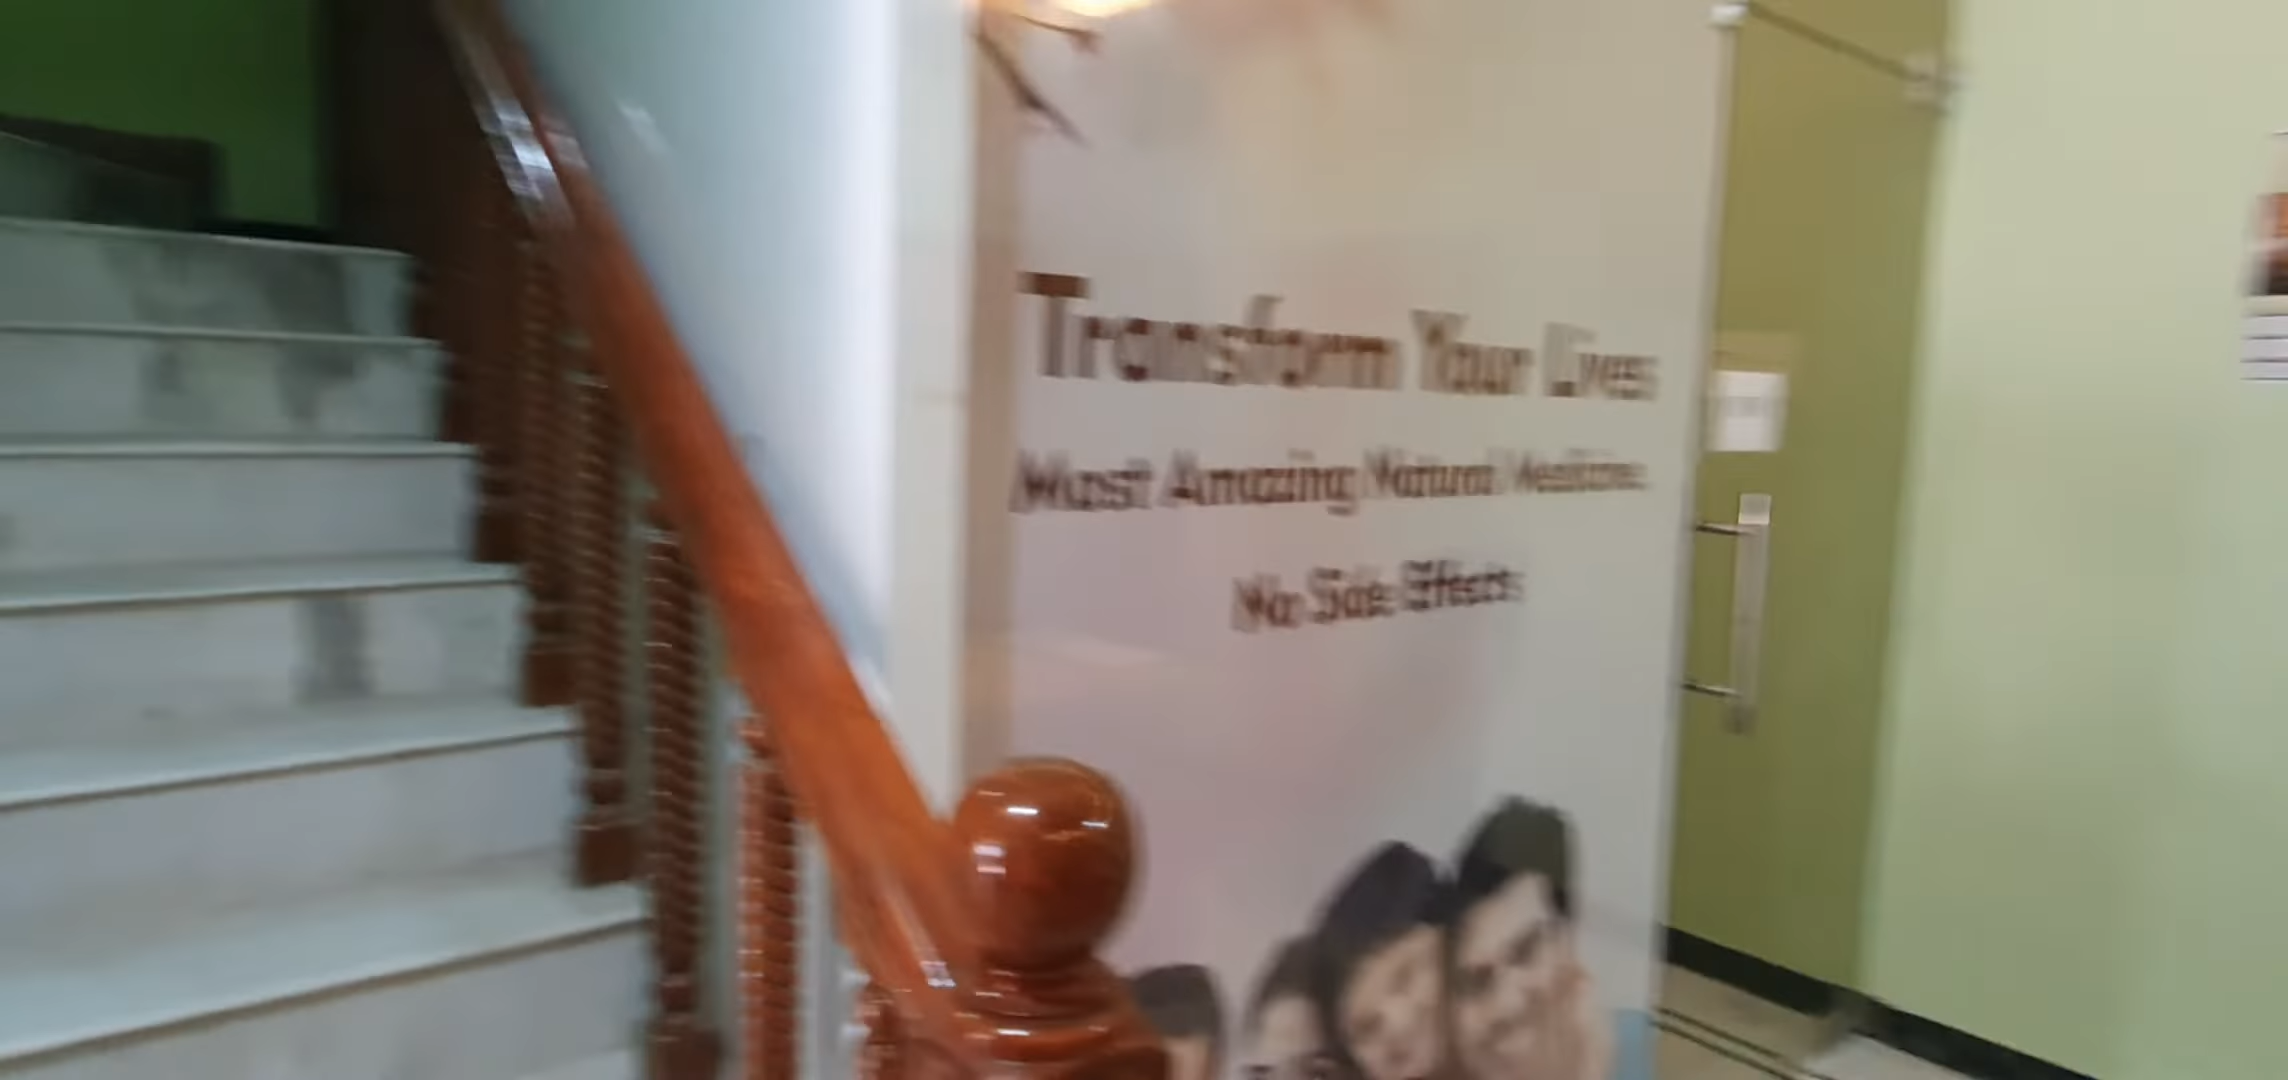 Transform Your Lives
Most Amazing Natural Medicines
No Side Effects